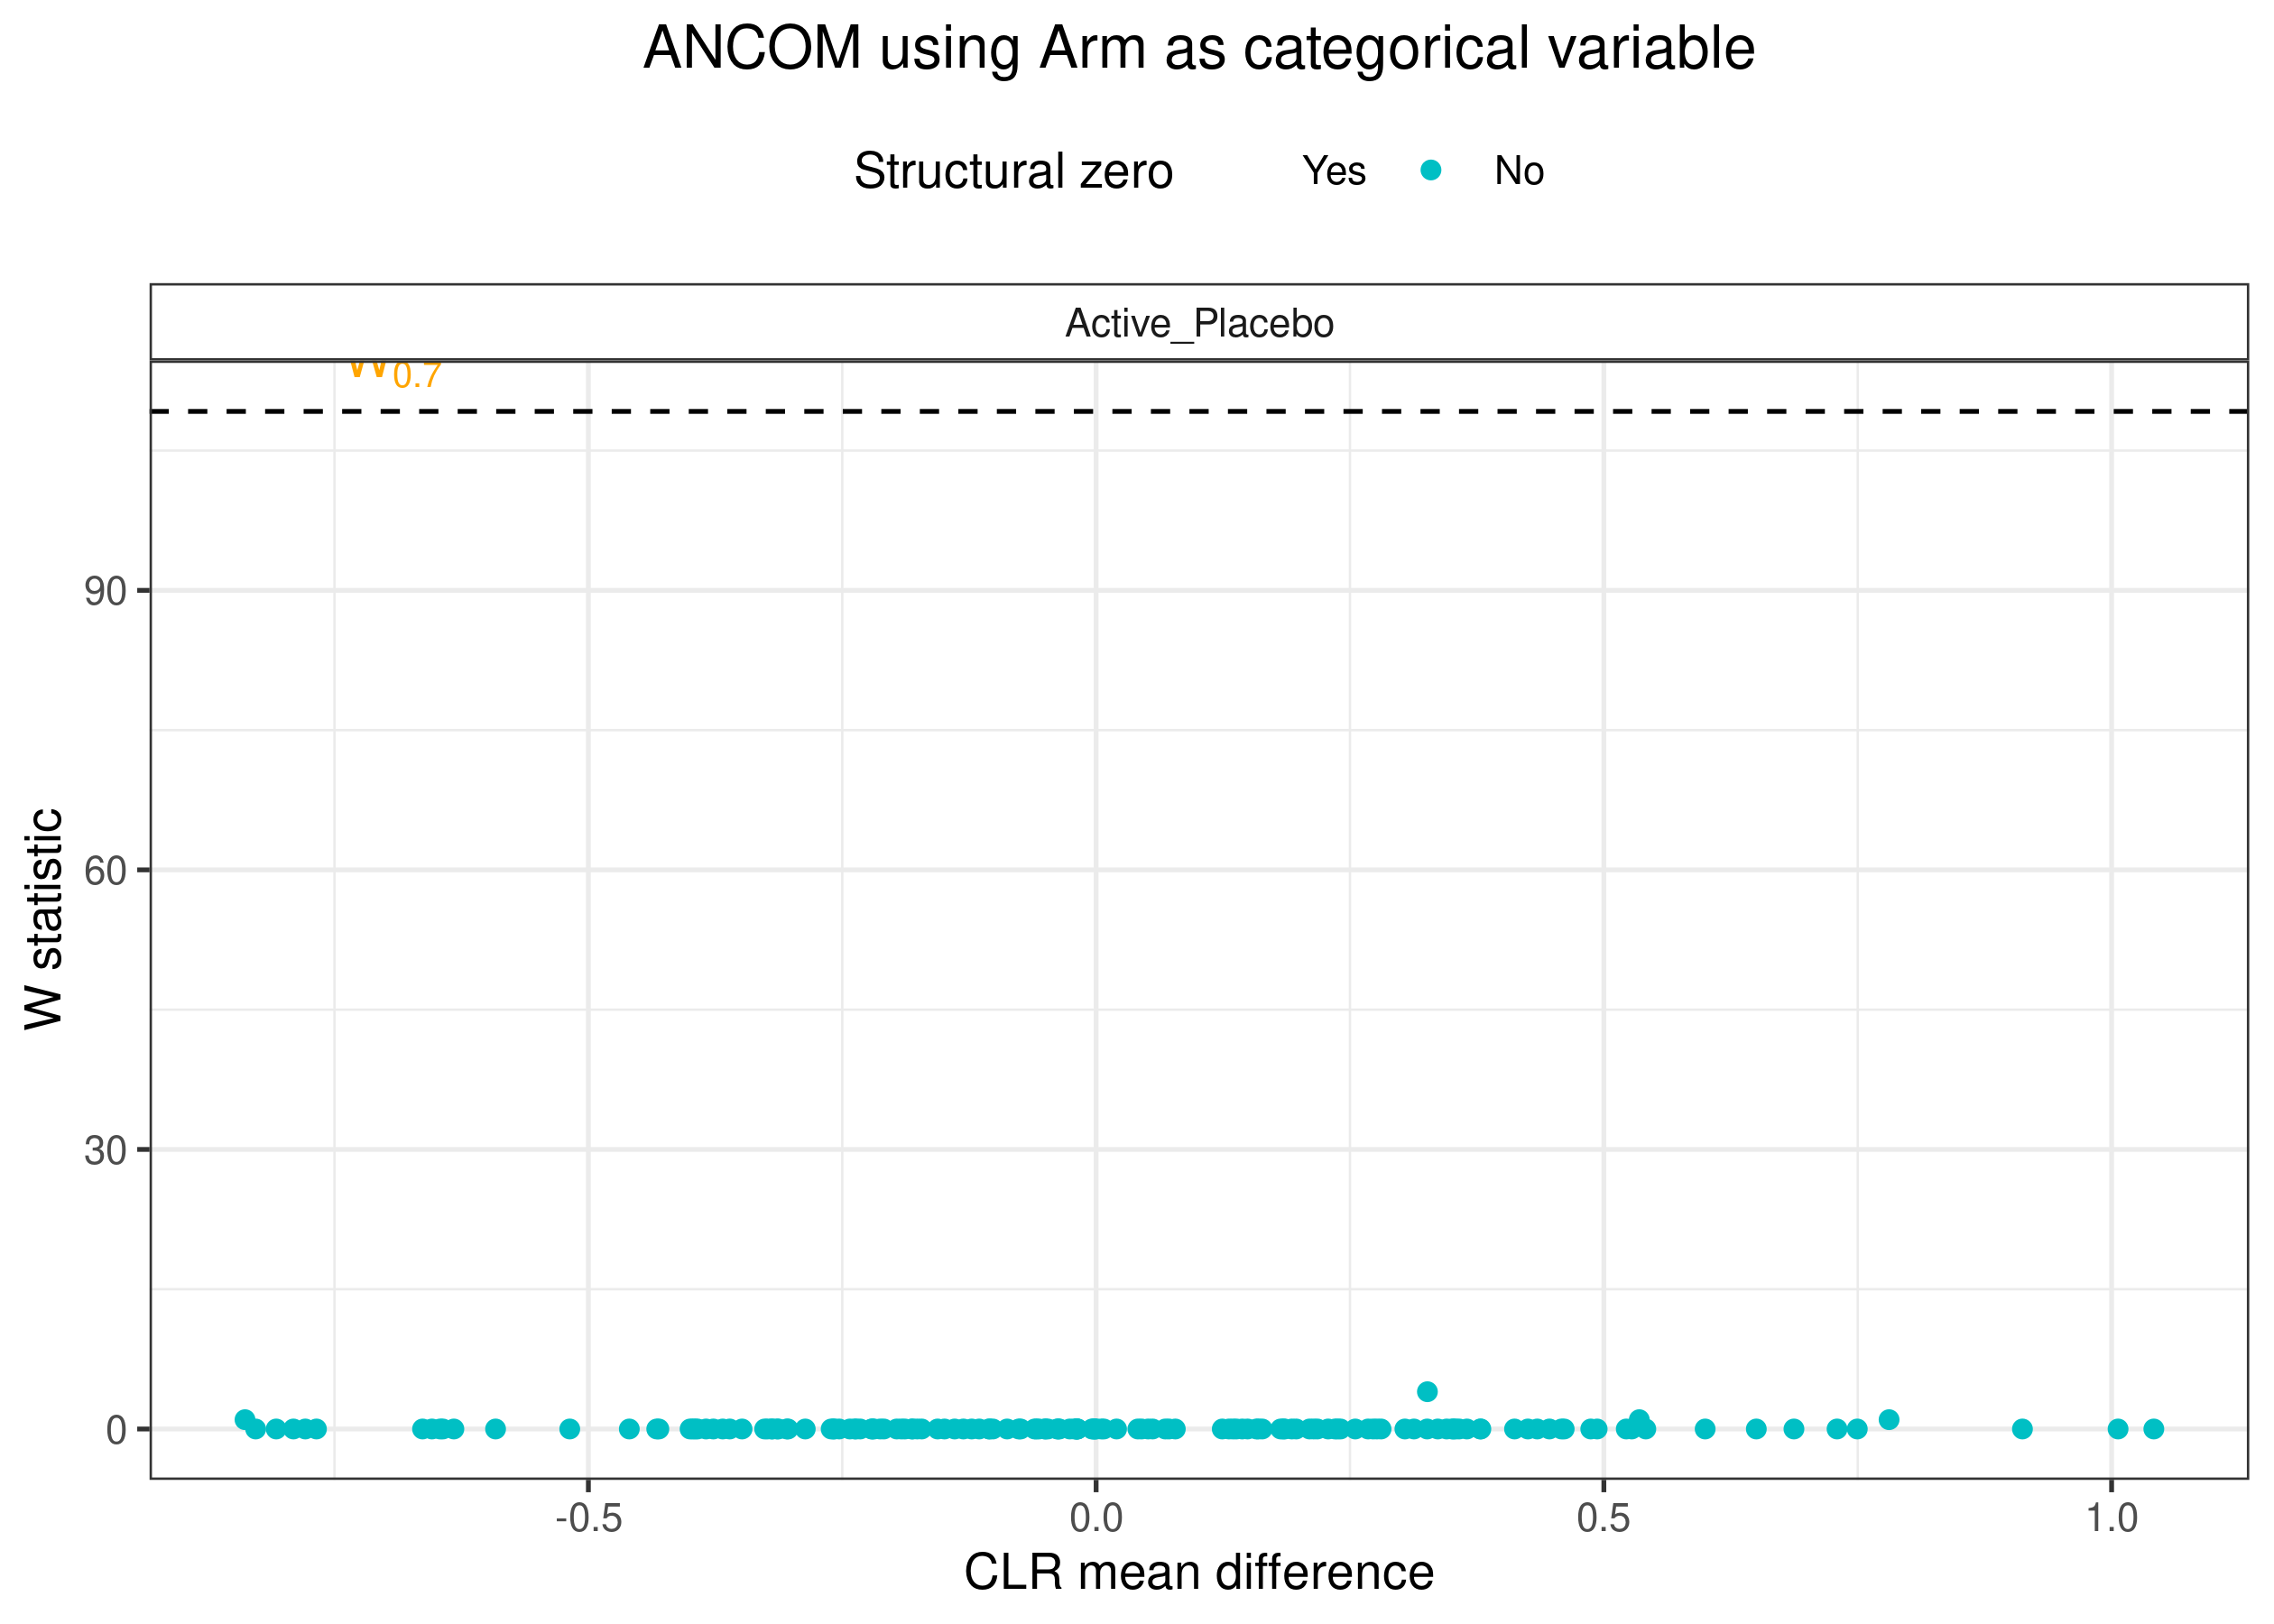 ANCOM using Arm as categorical variable
Structural zero Yes No
Active_Placebo
W0.7
90
60
30
0
W statistic
-0.5 0.0 0.5 1.0
CLR mean difference